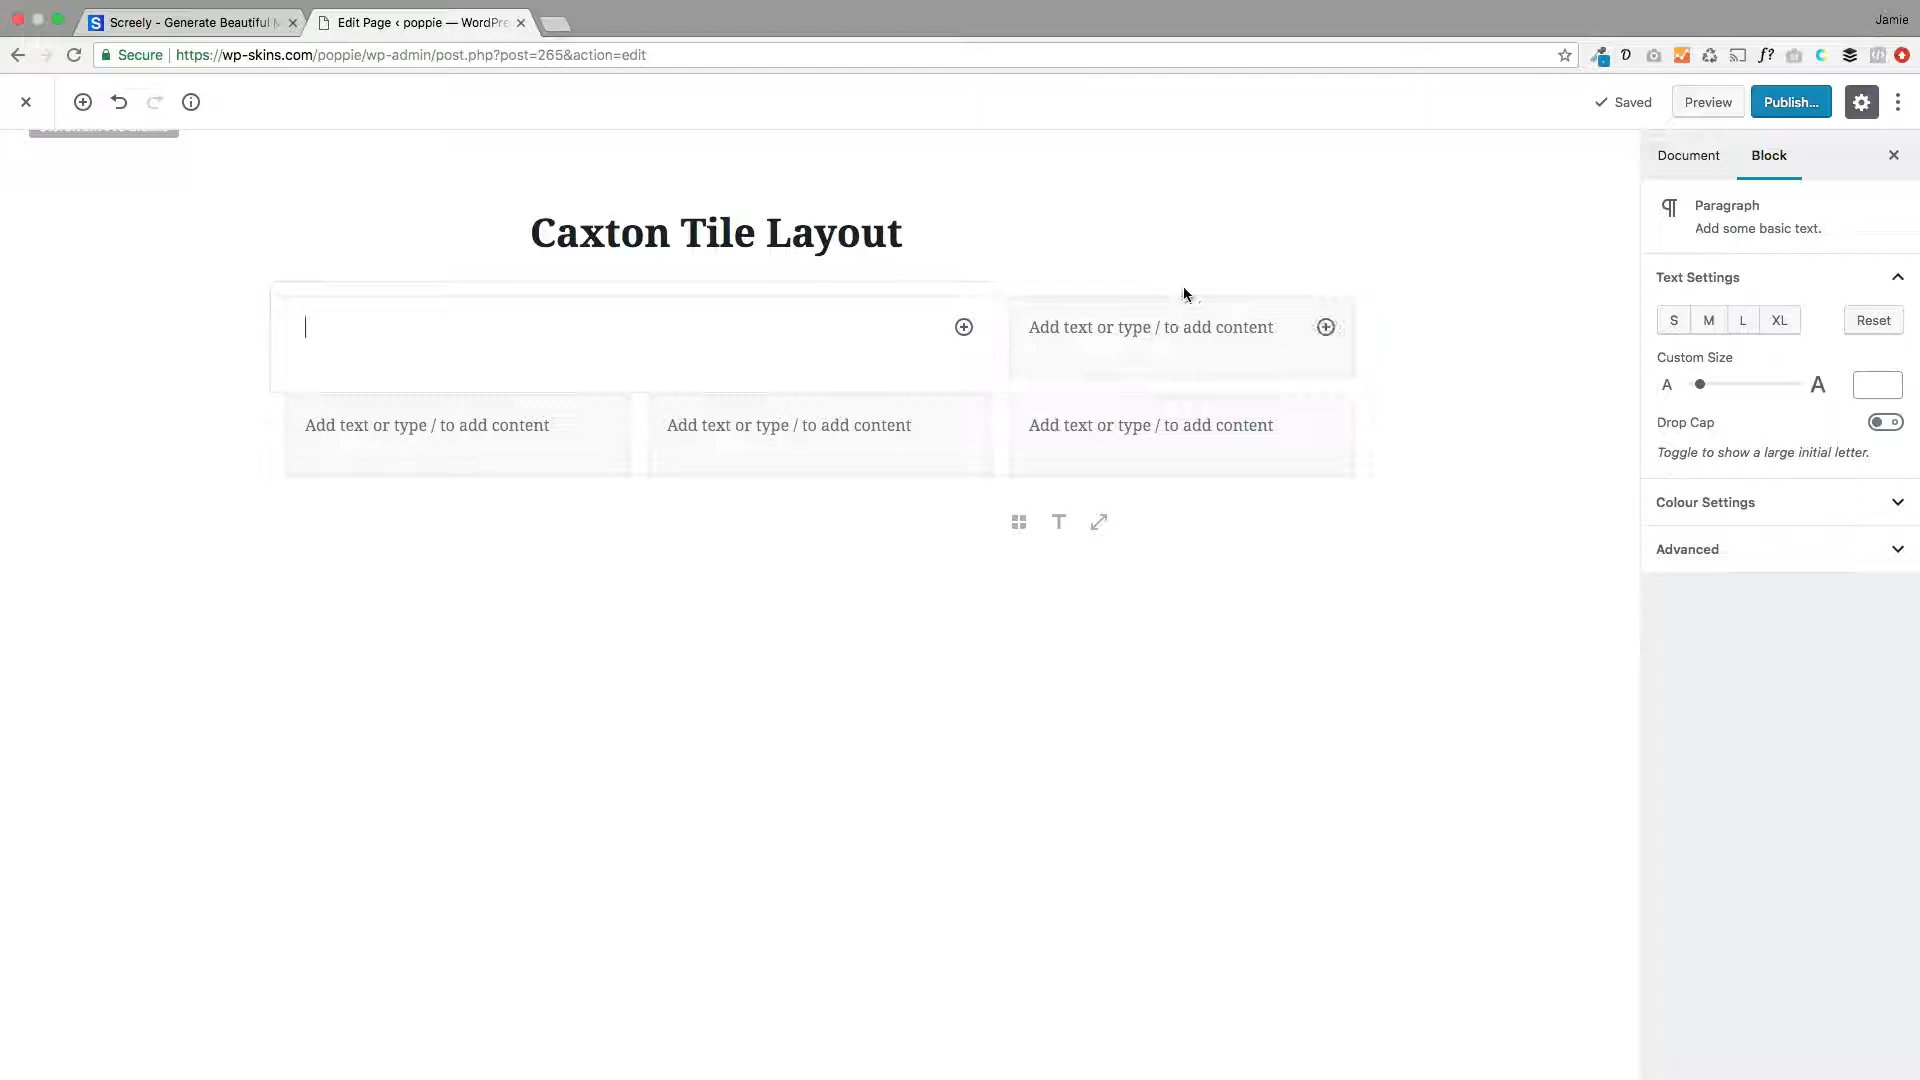 Screely - Generate Beautiful
Edit Page ‹ poppie — WordPre
Jamie
Secure
https://wp-skins.com/poppie/wp-admin/post.php?post=265&action=edit
Saved
Preview
Publish...
Document
Block
Paragraph
Add some basic text.
Caxton Tile Layout
Text Settings
Add text or type / to add content
S
M
L
XL
Reset
Custom Size
A
A
Add text or type / to add content
Add text or type / to add content
Add text or type / to add content
Drop Cap
Toggle to show a large initial letter.
Colour Settings
Advanced